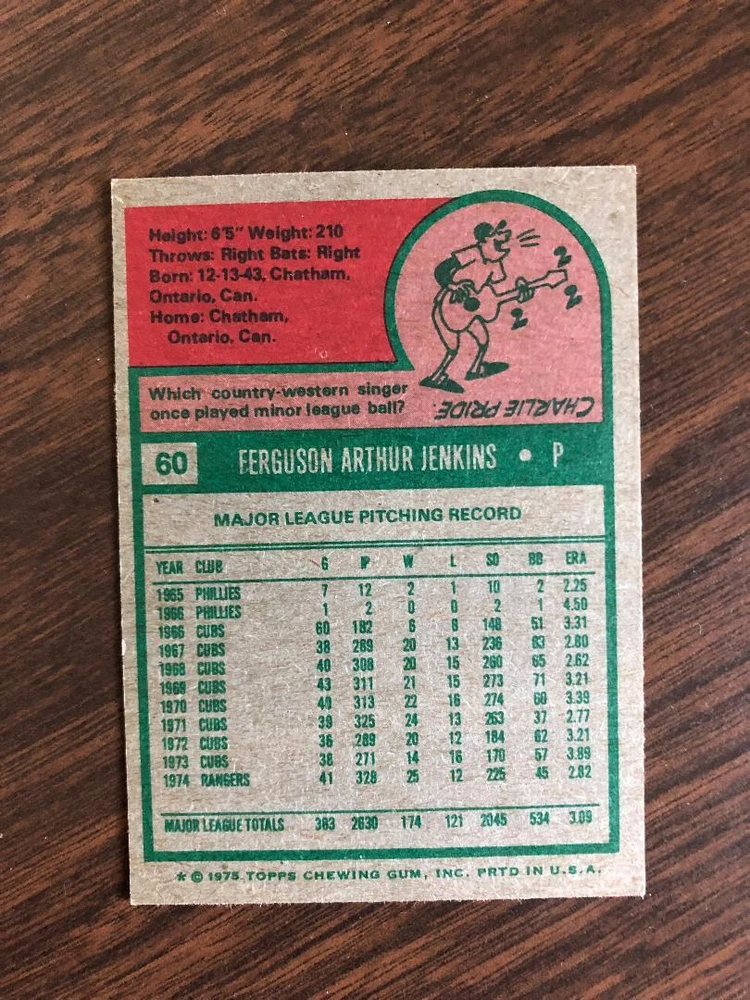 Height: 6'5" Weight: 210
Throws: Right Bats: Right
Born: 12-13-43, Chatham,
Ontario, Can.
Home: Chatham,
Ontario, Can.
Which country-western singer
once played minor league ball?
CHARLIE PRIDE.
60 FERGUSON ARTHUR JENKINS • P
MAJOR LEAGUE PITCHING RECORD
YEAR CLUB G IP W L SO BB ERA
1965 PHILLIES 7 12 2 1 10 2 2.25
1966 PHILLIES 1 2 0 0 2 1 4.50
1966 CUBS 60 182 6 8 148 51 3.31
1967 CUBS 38 289 20 13 236 83 2.80
1968 CUBS 40 308 20 15 260 65 2.62
1969 CUBS 43 311 21 15 273 71 3.21
1970 CUBS 40 313 22 16 274 60 3.39
1971 CUBS 39 325 24 13 263 37 2.77
1972 CUBS 36 289 20 12 184 62 3.21
1973 CUBS 38 271 14 16 170 57 3.89
1974 RANGERS 41 328 25 12 225 45 2.82
MAJOR LEAGUE TOTALS 383 2630 174 121 2045 534 3.09
* © 1975 TOPPS CHEWING GUM, INC. PRTD IN U.S.A.